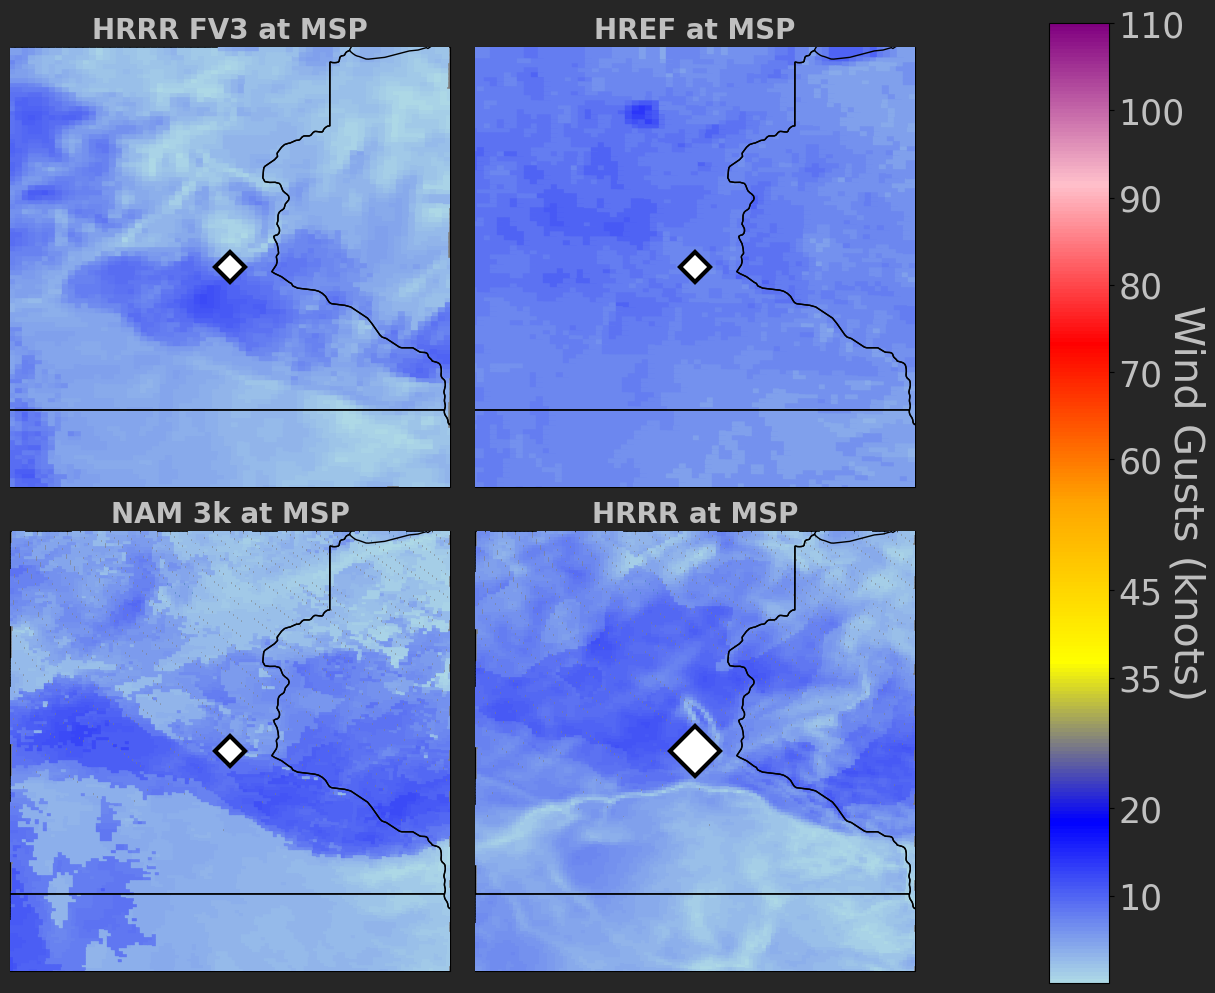 HRRR FV3 at MSP
HREF at MSP
NAM 3k at MSP
HRRR at MSP
110
100
90
80
70
60
45
35
20
10
Wind Gusts (knots)